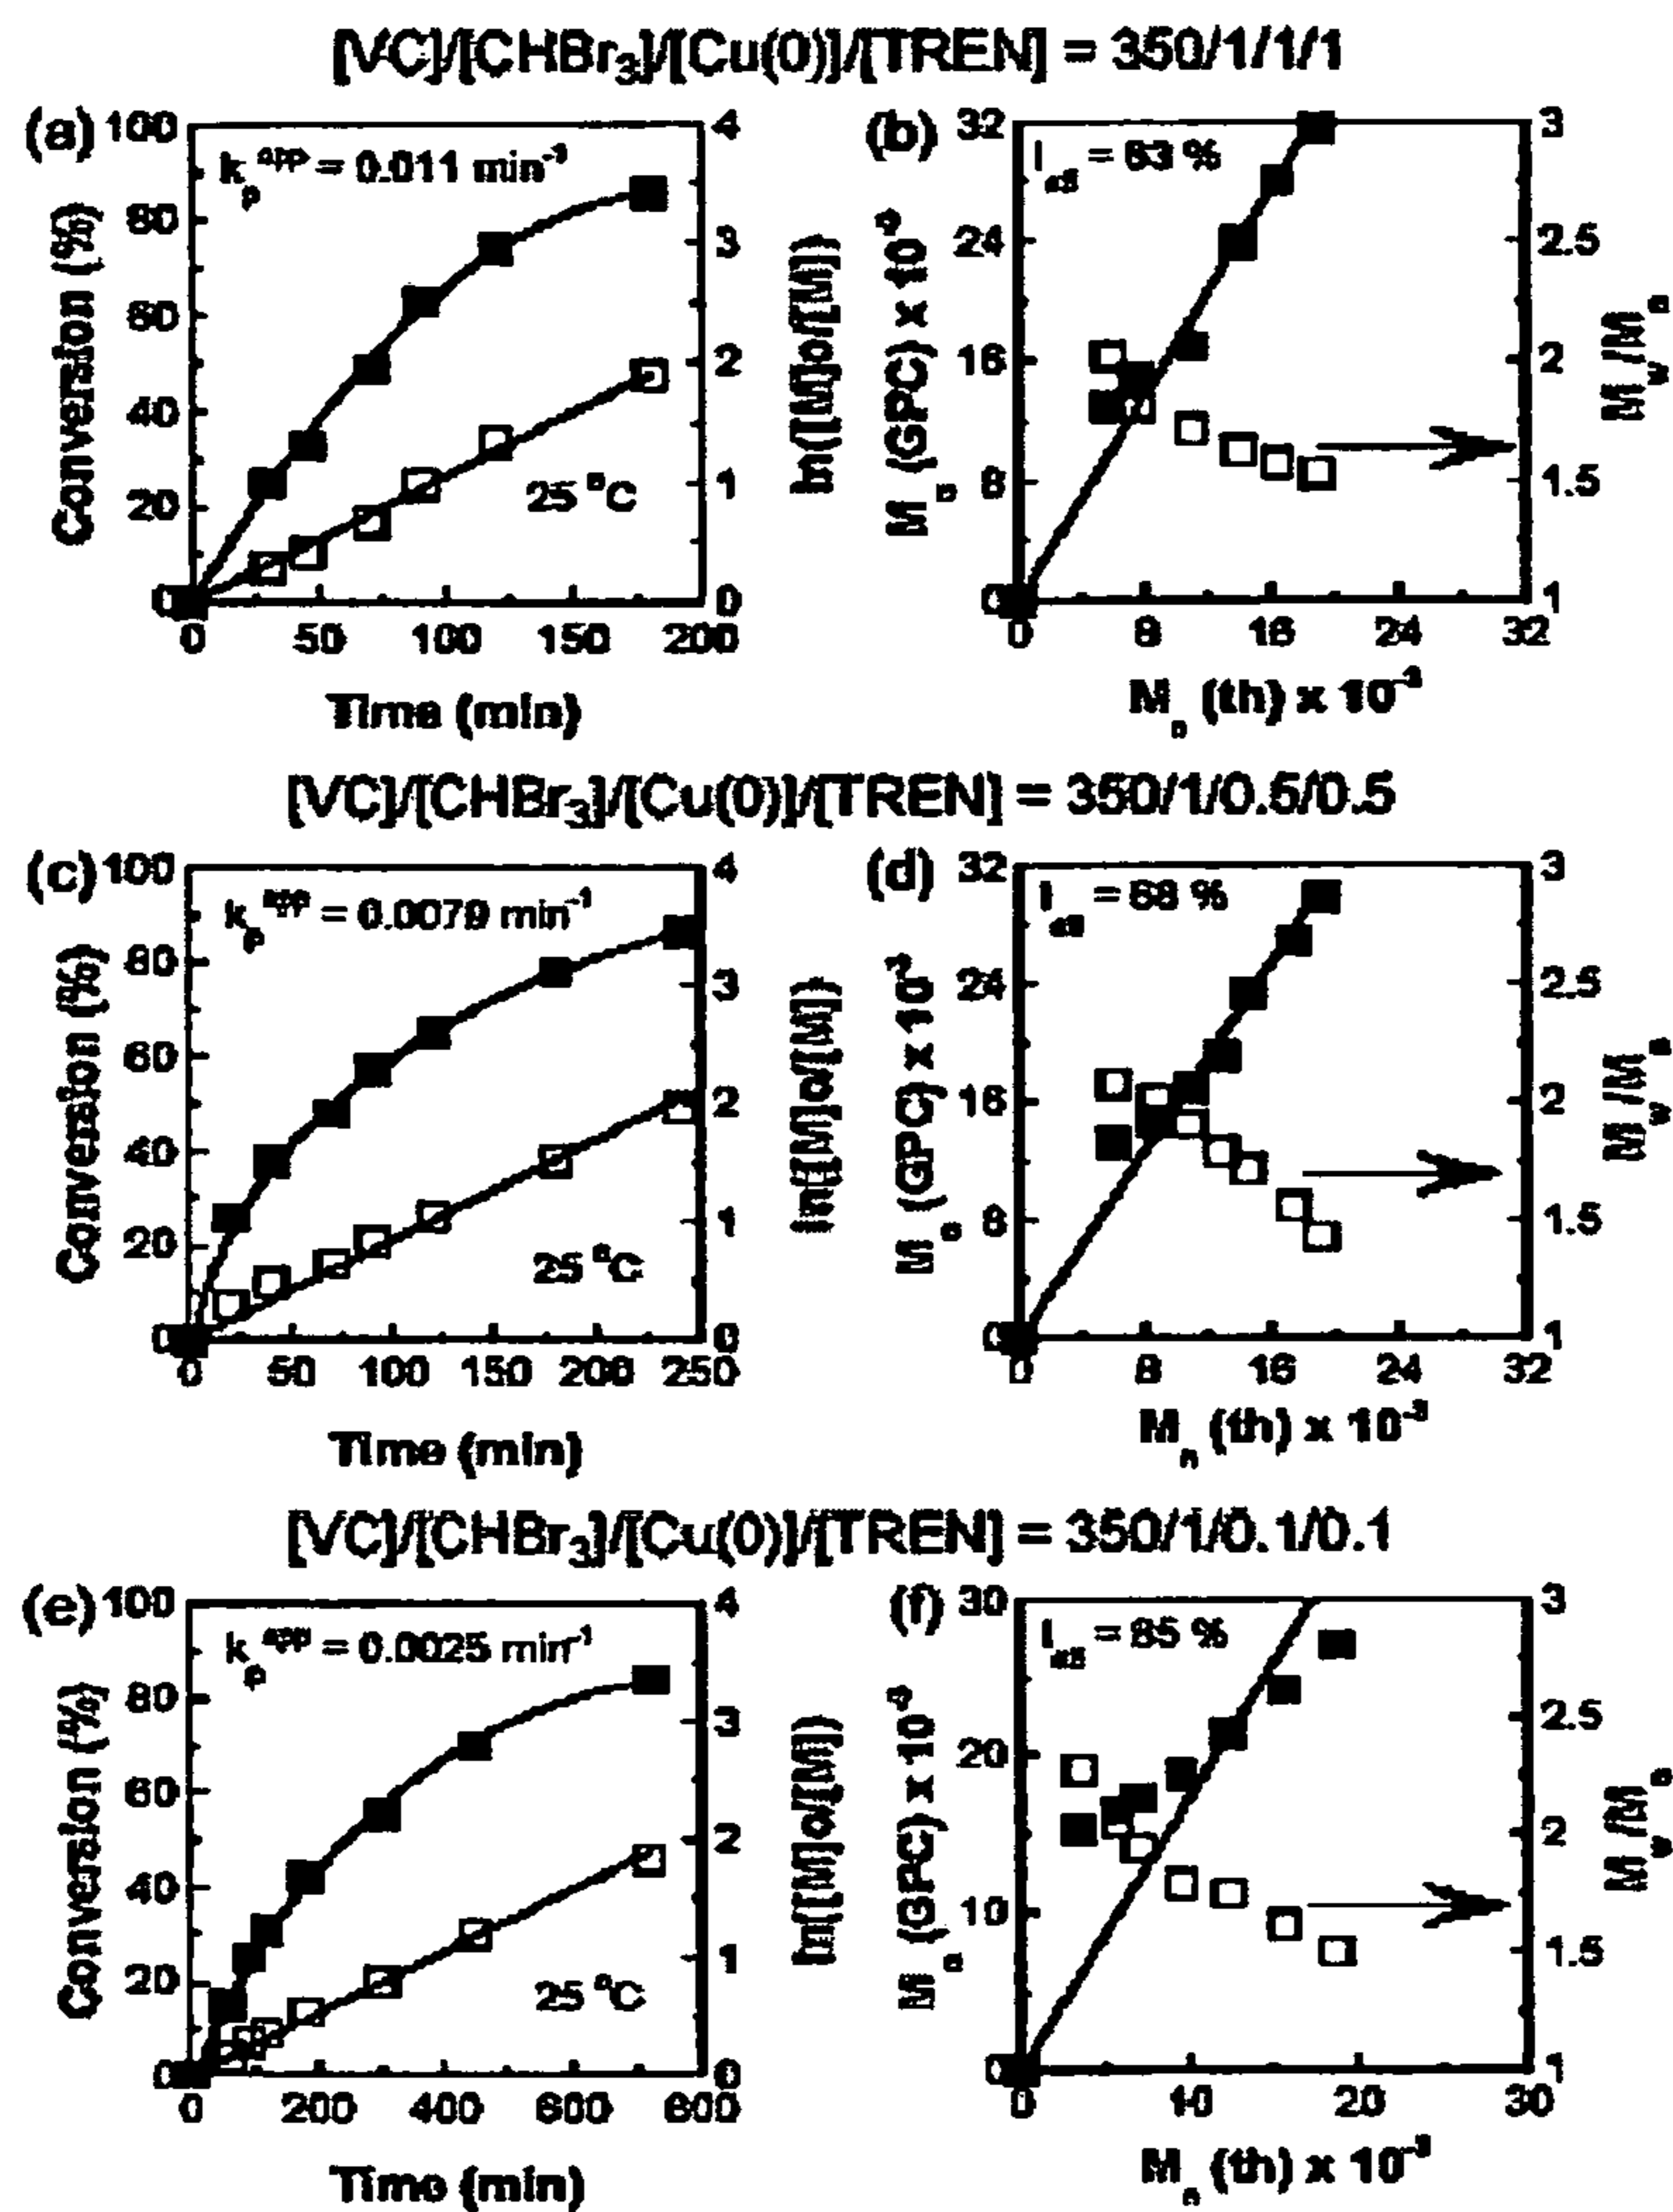 [VC]/[CHBr₃]/[Cu(0)]/[TREN] = 350/1/1/1
(a)
kₚᵃᵖᵖ = 0.011 min⁻¹
25 °C
100
80
60
40
20
0
4
3
2
1
0
0 50 100 150 200
Conversion (%)
ln([M]o/[M])
Time (min)
(b)
= 63 %
32
24
16
8
0
3
2.5
2
1.5
1
0 8 16 24 32
Mₙ (GPC) x 10⁻³
Mw/Mn
Mₙ (th) x 10⁻³
[VC]/[CHBr₃]/[Cu(0)]/[TREN] = 350/1/0.5/0.5
(c)
kₚᵃᵖᵖ = 0.0079 min⁻¹
25 °C
100
80
60
40
20
0
4
3
2
1
0
0 50 100 150 200 250
Conversion (%)
ln([M]o/[M])
Time (min)
(d)
= 68 %
32
24
16
8
0
3
2.5
2
1.5
1
0 8 16 24 32
Mₙ (GPC) x 10⁻³
Mw/Mn
Mₙ (th) x 10⁻³
[VC]/[CHBr₃]/[Cu(0)]/[TREN] = 350/1/0.1/0.1
(e)
kₚᵃᵖᵖ = 0.0025 min⁻¹
25 °C
100
80
60
40
20
0
4
3
2
1
0
0 200 400 600 800
Conversion (%)
ln([M]o/[M])
Time (min)
(f)
= 85 %
30
20
10
0
3
2.5
2
1.5
1
0 10 20 30
Mₙ (GPC) x 10⁻³
Mw/Mn
Mₙ (th) x 10⁻³